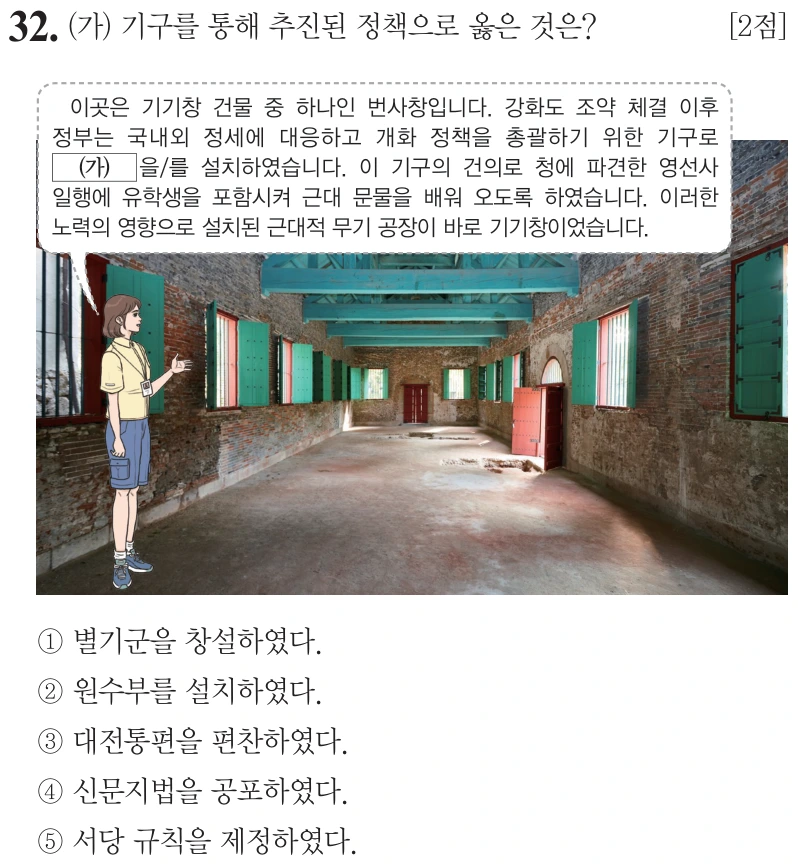 32. (가) 기구를 통해 추진된 정책으로 옳은 것은? [2점]
이곳은 기기창 건물 중 하나인 번사창입니다. 강화도 조약 체결 이후
정부는 국내외 정세에 대응하고 개화 정책을 총괄하기 위한 기구로
(가) 을/를 설치하였습니다. 이 기구의 건의로 청에 파견한 영선사
일행에 유학생을 포함시켜 근대 문물을 배워 오도록 하였습니다. 이러한
노력의 영향으로 설치된 근대적 무기 공장이 바로 기기창이었습니다.
① 별기군을 창설하였다.
② 원수부를 설치하였다.
③ 대전통편을 편찬하였다.
④ 신문지법을 공포하였다.
⑤ 서당 규칙을 제정하였다.